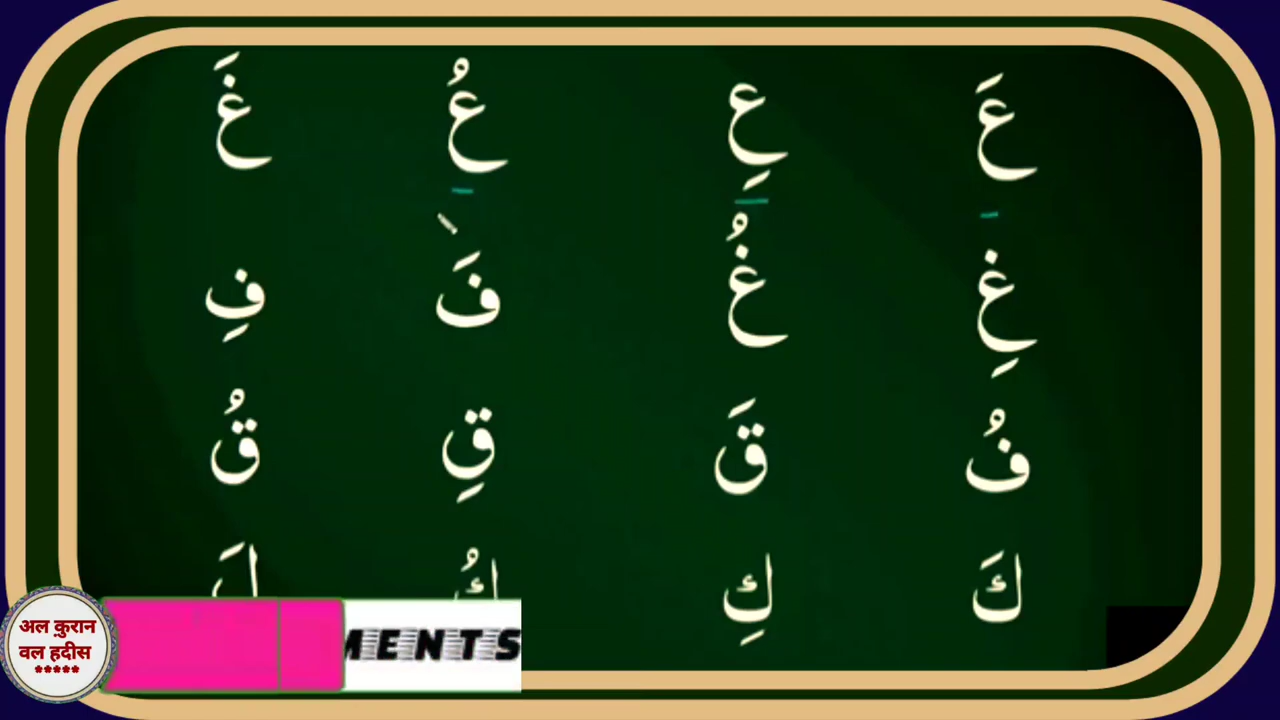 عَ عِ عُ غَ
غِ غُ فَ فِ
فُ قَ قِ قُ
كَ كِ كُ لَ
अल क़ुरान
वल हदीस
*****
MENTS